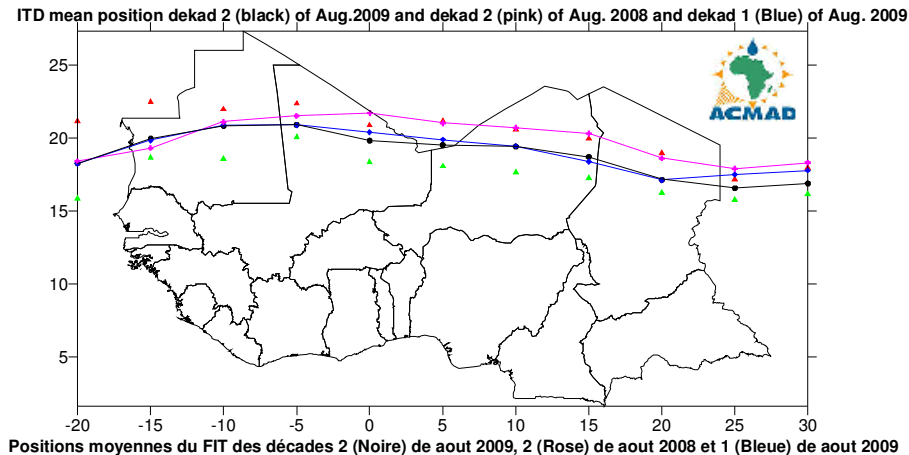 ITD mean position dekad 2 (black) of Aug.2009 and dekad 2 (pink) of Aug. 2008 and dekad 1 (Blue) of Aug. 2009
25
ACMAD
20
15
10
5
-20 -15 -10 -5 0 5 10 15 20 25 30
Positions moyennes du FIT des décades 2 (Noire) de aout 2009, 2 (Rose) de aout 2008 et 1 (Bleue) de aout 2009